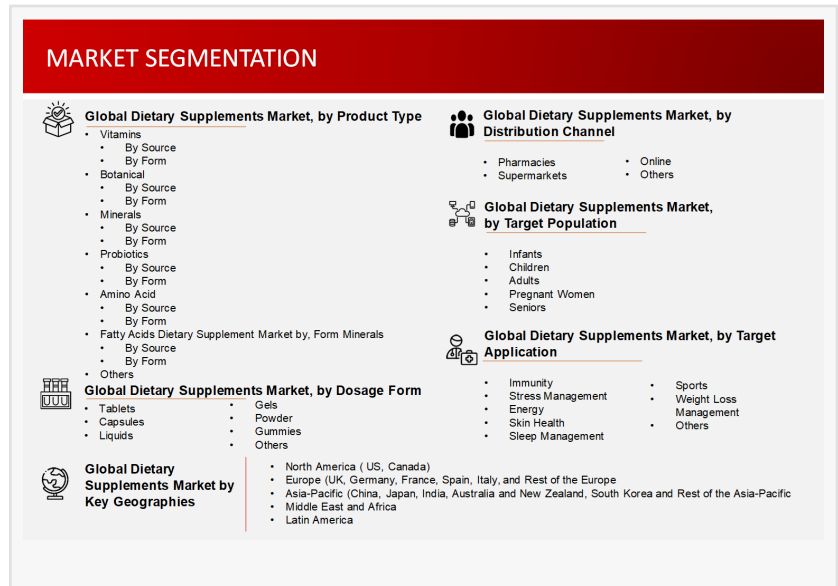 MARKET SEGMENTATION
Global Dietary Supplements Market, by Product Type
• Vitamins
• By Source
• By Form
• Botanical
• By Source
• By Form
• Minerals
• By Source
• By Form
• Probiotics
• By Source
• By Form
• Amino Acid
• By Source
• By Form
• Fatty Acids Dietary Supplement Market by, Form Minerals
• By Source
• By Form
• Others
Global Dietary Supplements Market, by Dosage Form
• Tablets
• Capsules
• Liquids
• Gels
• Powder
• Gummies
• Others
Global Dietary Supplements Market, by
Distribution Channel
• Pharmacies
• Supermarkets
• Online
• Others
Global Dietary Supplements Market,
by Target Population
• Infants
• Children
• Adults
• Pregnant Women
• Seniors
Global Dietary Supplements Market, by Target
Application
• Immunity
• Stress Management
• Energy
• Skin Health
• Sleep Management
• Sports
• Weight Loss
Management
• Others
Global Dietary
Supplements Market by
Key Geographies
• North America ( US, Canada)
• Europe (UK, Germany, France, Spain, Italy, and Rest of the Europe
• Asia-Pacific (China, Japan, India, Australia and New Zealand, South Korea and Rest of the Asia-Pacific
• Middle East and Africa
• Latin America